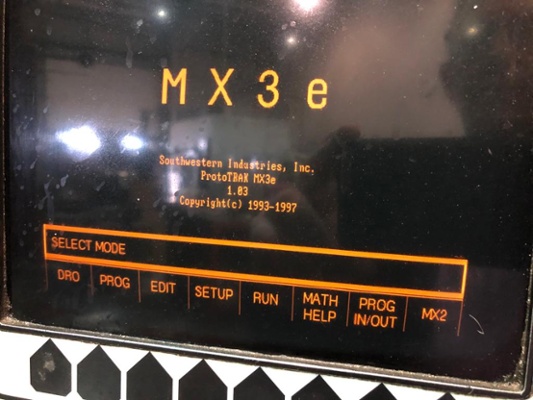 MX3e
Southwestern Industries, Inc.
ProtoTRAK MX3e
1.03
Copyright(c) 1993-1997
SELECT MODE
DRO PROG EDIT SETUP RUN MATH HELP PROG IN/OUT MX2